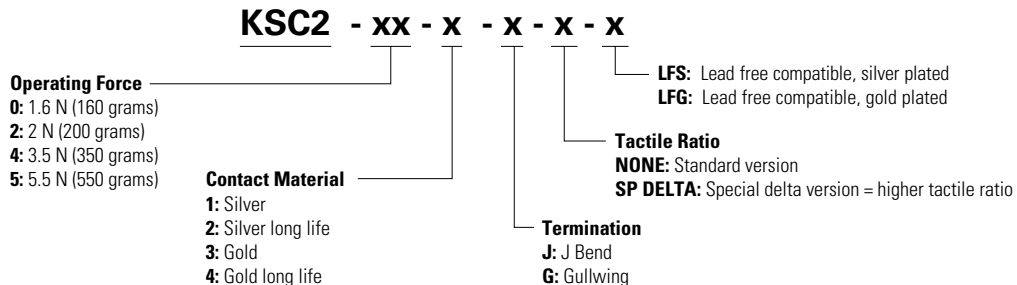 KSC2 - xx - x - x - x - x
LFS: Lead free compatible, silver plated
LFG: Lead free compatible, gold plated
Operating Force
0: 1.6 N (160 grams)
2: 2 N (200 grams)
4: 3.5 N (350 grams)
5: 5.5 N (550 grams)
Tactile Ratio
NONE: Standard version
SP DELTA: Special delta version = higher tactile ratio
Contact Material
1: Silver
2: Silver long life
3: Gold
4: Gold long life
Termination
J: J Bend
G: Gullwing